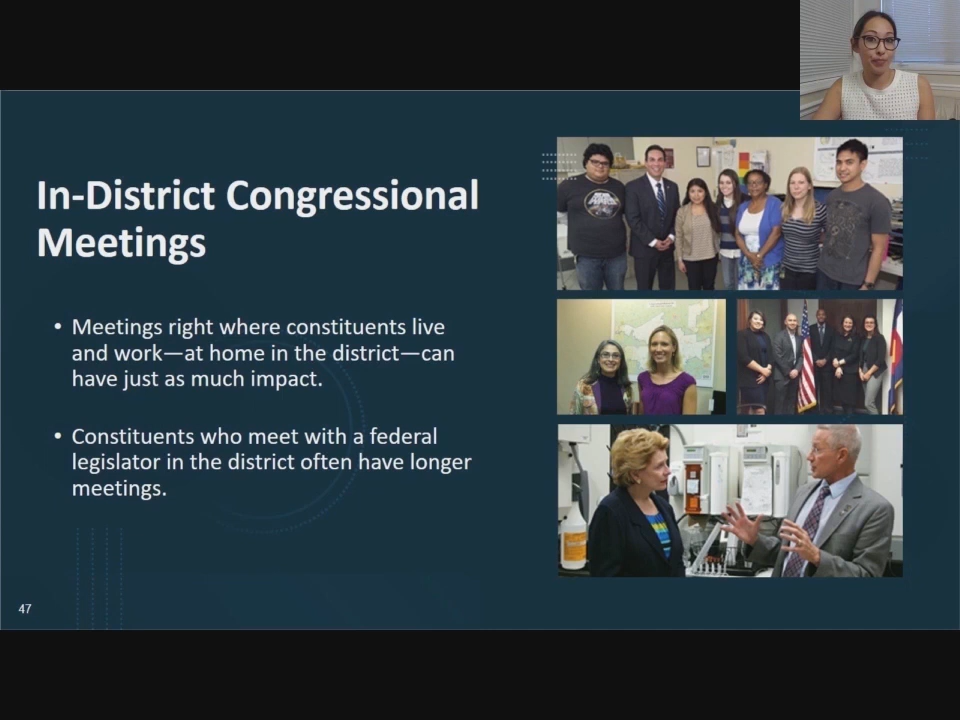 In-District Congressional
Meetings
• Meetings right where constituents live
and work—at home in the district—can
have just as much impact.
• Constituents who meet with a federal
legislator in the district often have longer
meetings.
47